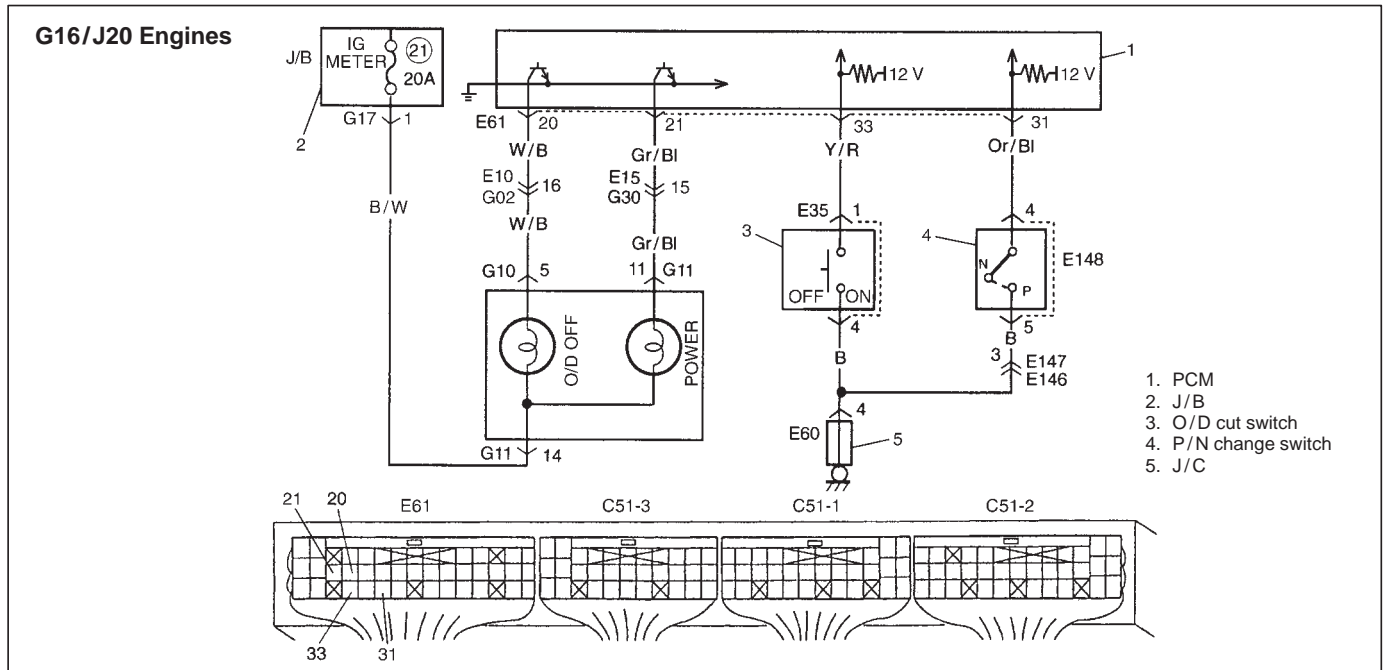 G16/J20 Engines
J/B
IG
METER
21
20A
1
12 V
12 V
G17
1
2
E61
20
21
33
31
W/B
Gr/Bl
Y/R
Or/Bl
E10
16
G02
E15
15
G30
B/W
W/B
Gr/Bl
E35
1
4
3
4
E148
N
P
OFF
ON
G10
5
11
G11
4
5
O/D OFF
POWER
B
B
3
E147
E146
4
E60
5
G11
14
1. PCM
2. J/B
3. O/D cut switch
4. P/N change switch
5. J/C
21
20
E61
C51-3
C51-1
C51-2
33
31